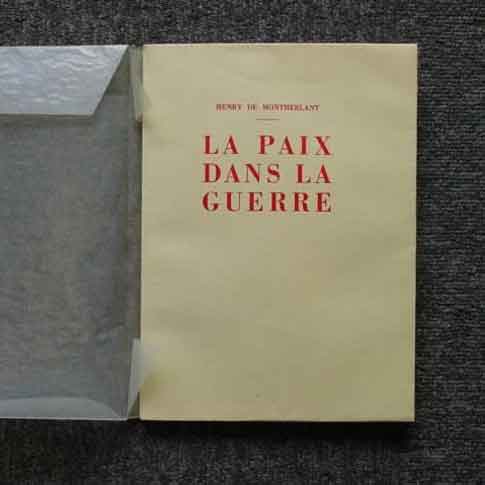 HENRY DE MONTHERLANT
LA PAIX
DANS LA
GUERRE